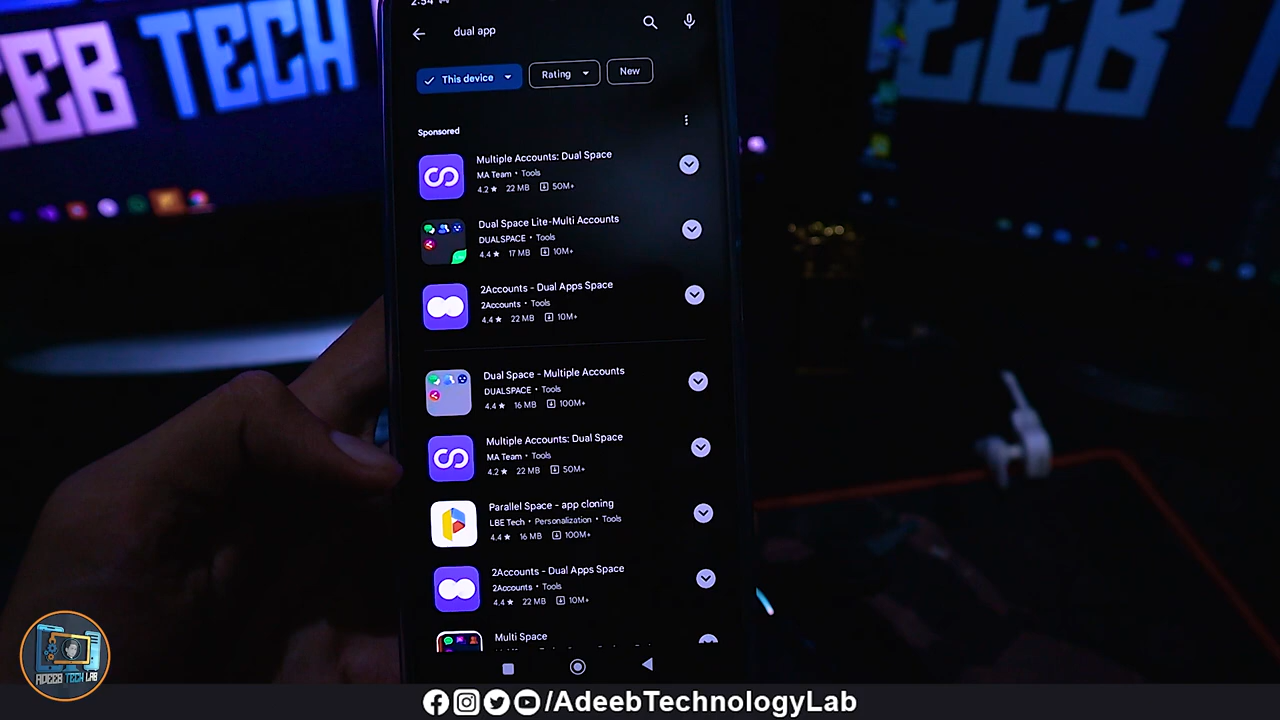 2:54
EEB TECH
EEB
dual app
This device
Rating
New
Sponsored
Multiple Accounts: Dual Space
MA Team • Tools
4.2★ 22 MB 50M+
Dual Space Lite-Multi Accounts
DUALSPACE • Tools
4.4★ 17 MB 10M+
2Accounts - Dual Apps Space
2Accounts • Tools
4.4★ 22 MB 10M+
Dual Space - Multiple Accounts
DUALSPACE • Tools
4.4★ 16 MB 100M+
Multiple Accounts: Dual Space
MA Team • Tools
4.2★ 22 MB 50M+
Parallel Space - app cloning
LBE Tech • Personalization • Tools
4.4★ 16 MB 100M+
2Accounts - Dual Apps Space
2Accounts • Tools
4.4★ 22 MB 10M+
Multi Space
ADEEB TECH LAB
/AdeebTechnologyLab